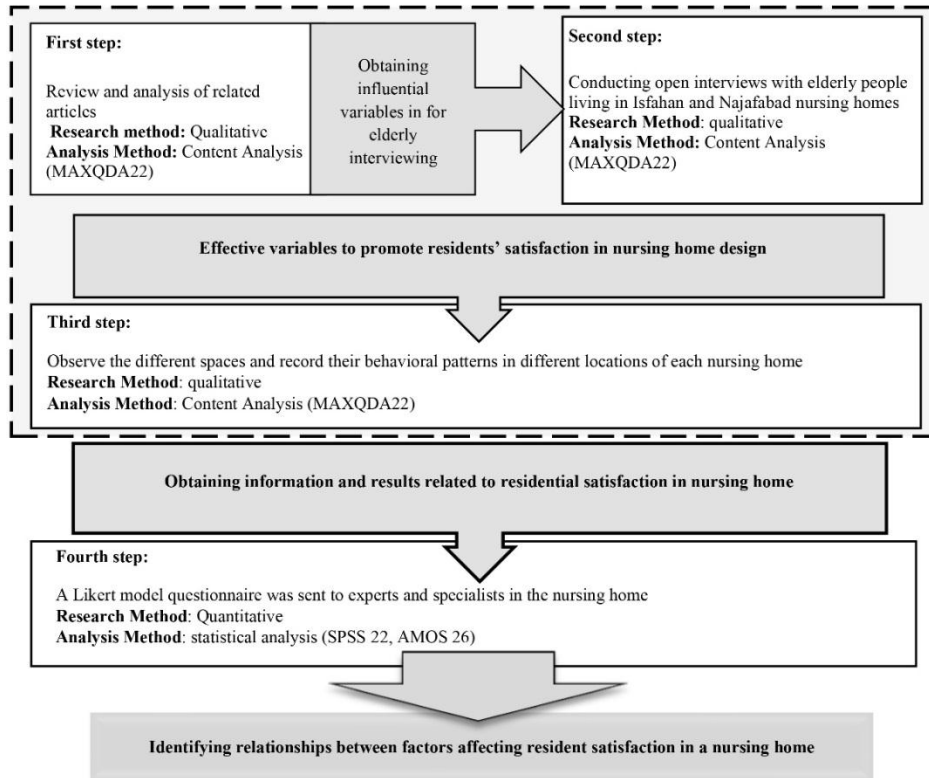 First step:
Review and analysis of related
articles
Research method: Qualitative
Analysis Method: Content Analysis
(MAXQDA22)
Obtaining
influential
variables in for
elderly
interviewing
Second step:
Conducting open interviews with elderly people
living in Isfahan and Najafabad nursing homes
Research Method: qualitative
Analysis Method: Content Analysis
(MAXQDA22)
Effective variables to promote residents’ satisfaction in nursing home design
Third step:
Observe the different spaces and record their behavioral patterns in different locations of each nursing home
Research Method: qualitative
Analysis Method: Content Analysis (MAXQDA22)
Obtaining information and results related to residential satisfaction in nursing home
Fourth step:
A Likert model questionnaire was sent to experts and specialists in the nursing home
Research Method: Quantitative
Analysis Method: statistical analysis (SPSS 22, AMOS 26)
Identifying relationships between factors affecting resident satisfaction in a nursing home